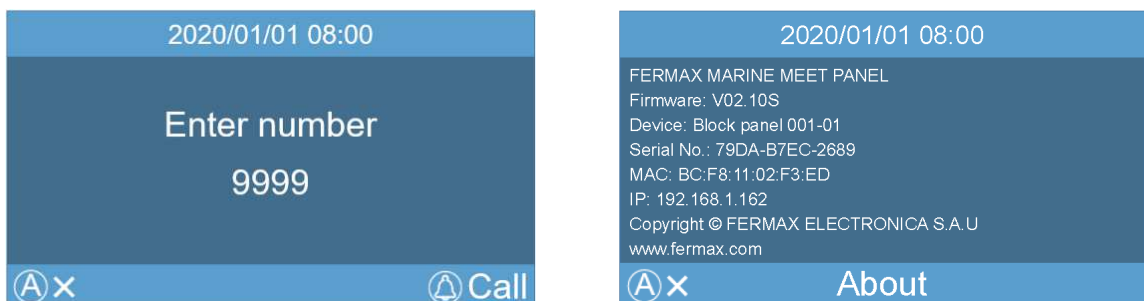 2020/01/01 08:00
Enter number
9999
A × Call
2020/01/01 08:00
FERMAX MARINE MEET PANEL
Firmware: V02.10S
Device: Block panel 001-01
Serial No.: 79DA-B7EC-2689
MAC: BC:F8:11:02:F3:ED
IP: 192.168.1.162
Copyright © FERMAX ELECTRONICA S.A.U
www.fermax.com
A × About